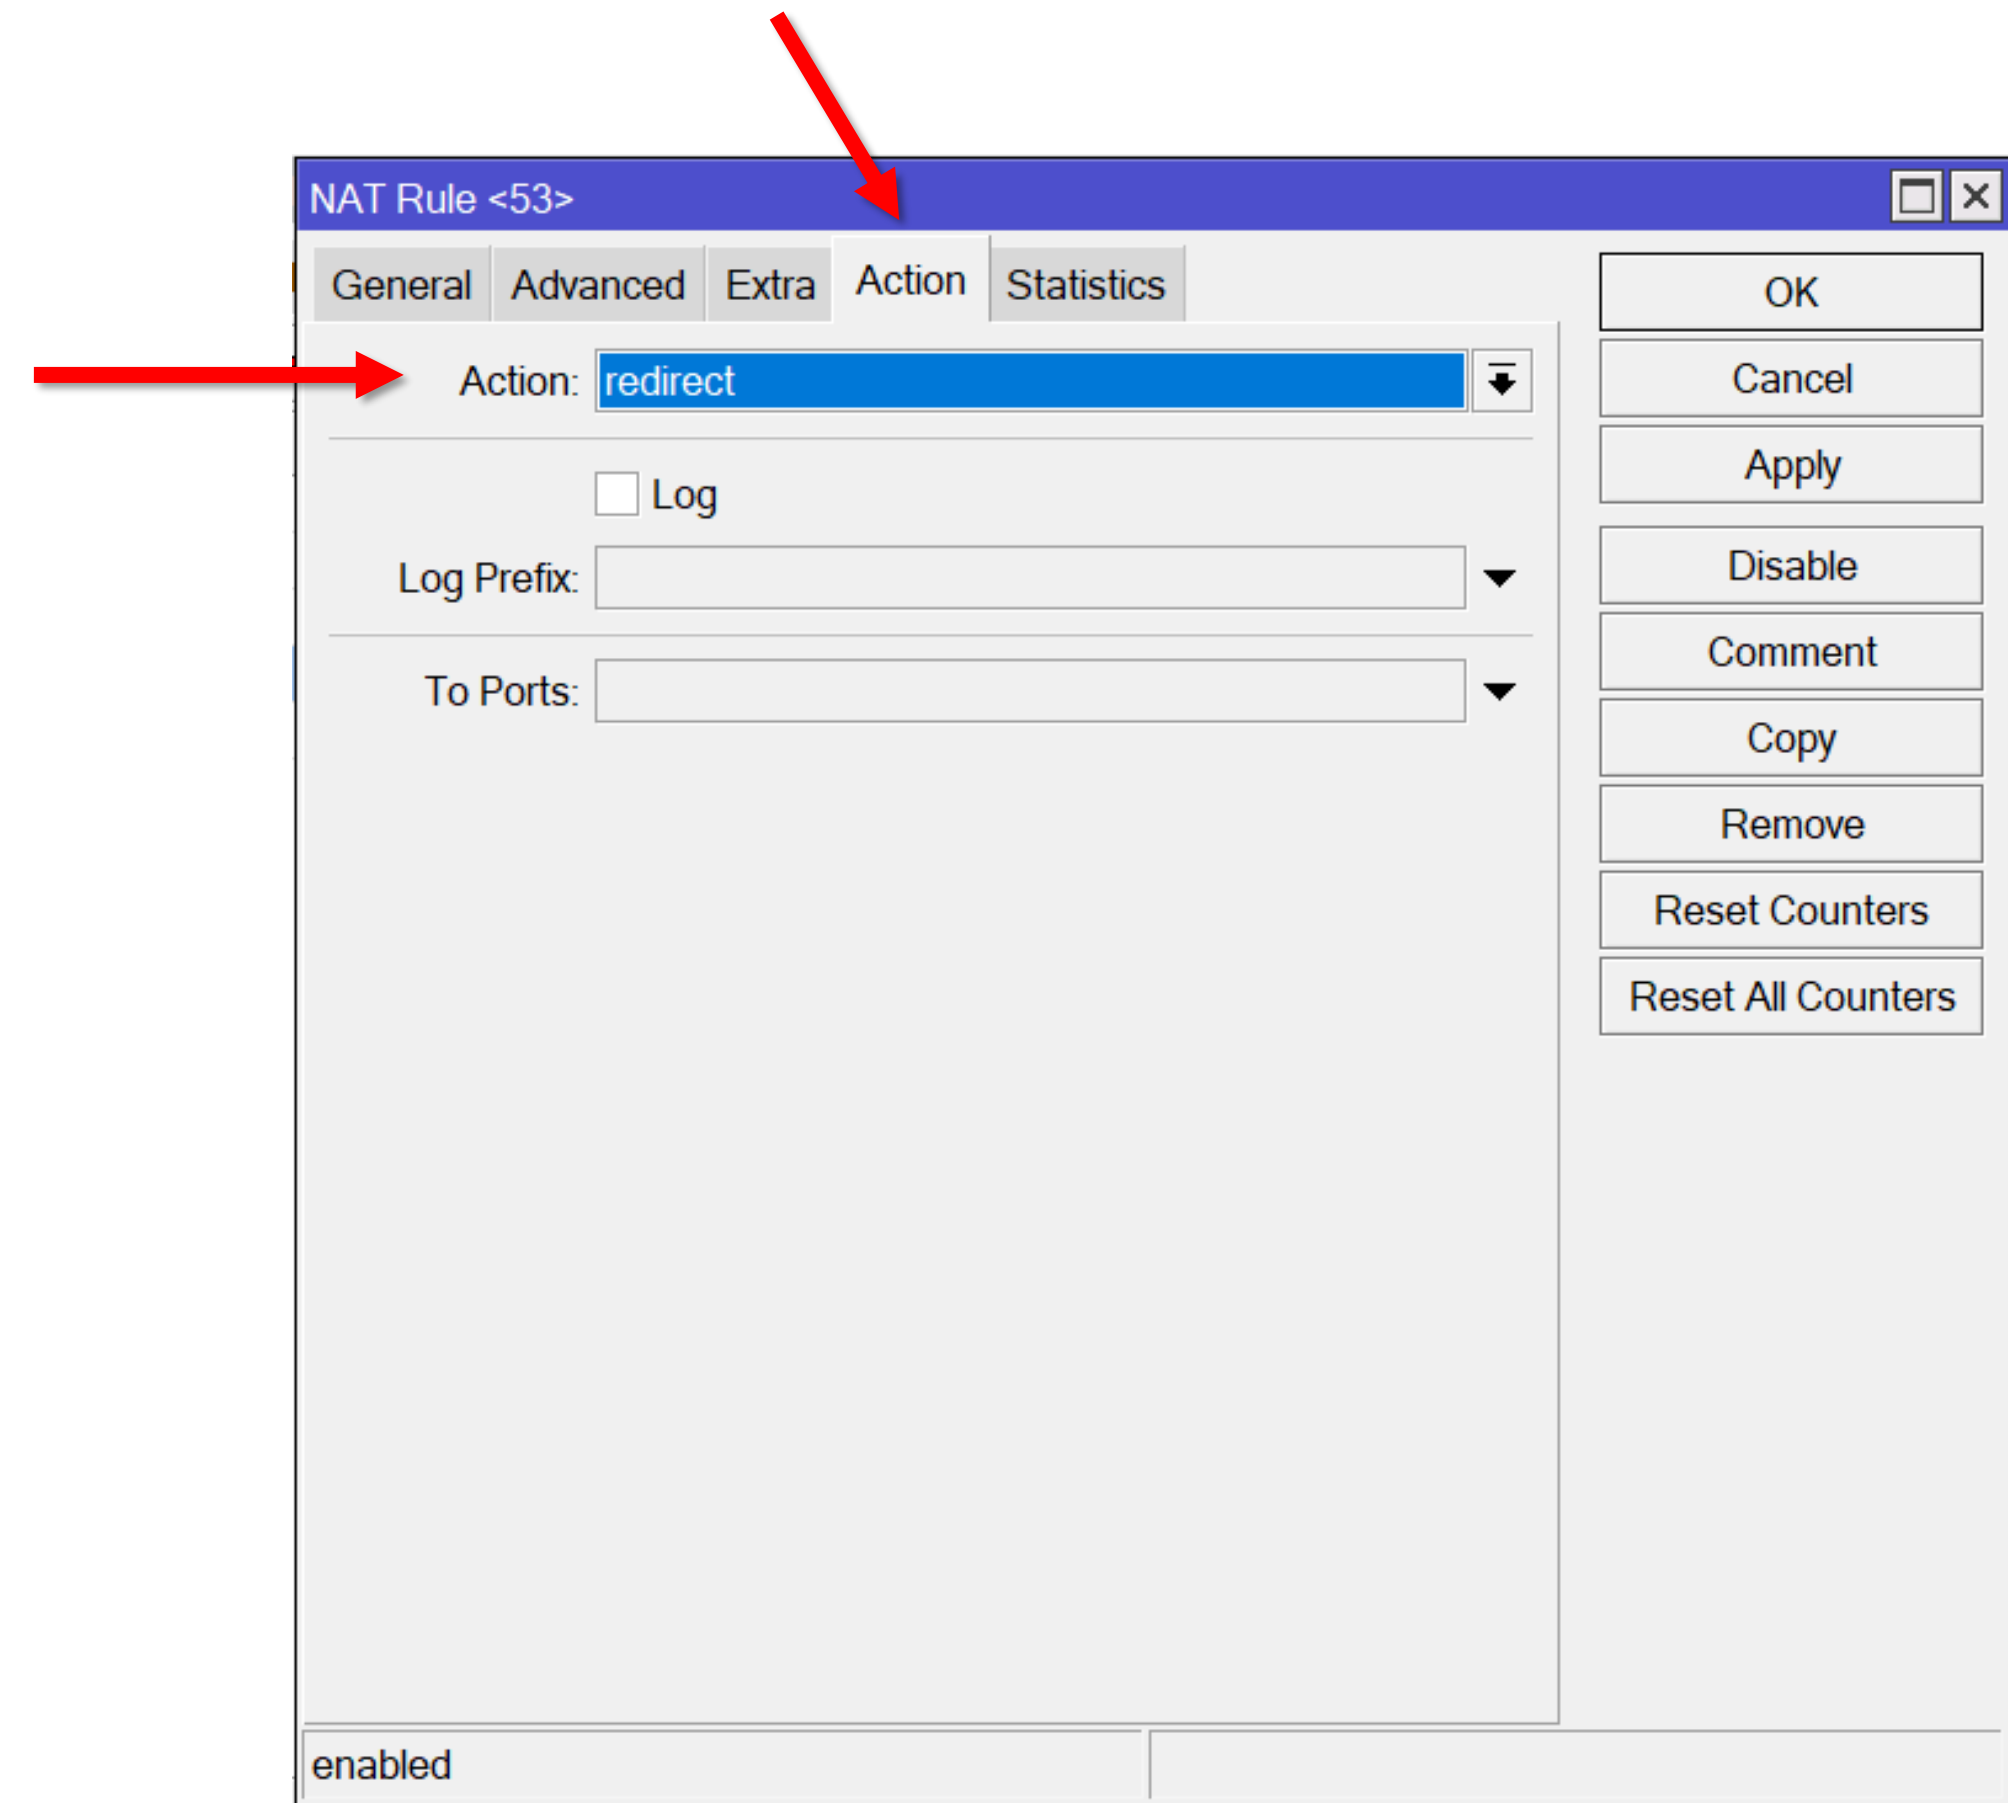 NAT Rule <53>
General Advanced Extra Action Statistics
OK
Action: redirect
Cancel
Apply
Log
Log Prefix:
Disable
Comment
To Ports:
Copy
Remove
Reset Counters
Reset All Counters
enabled